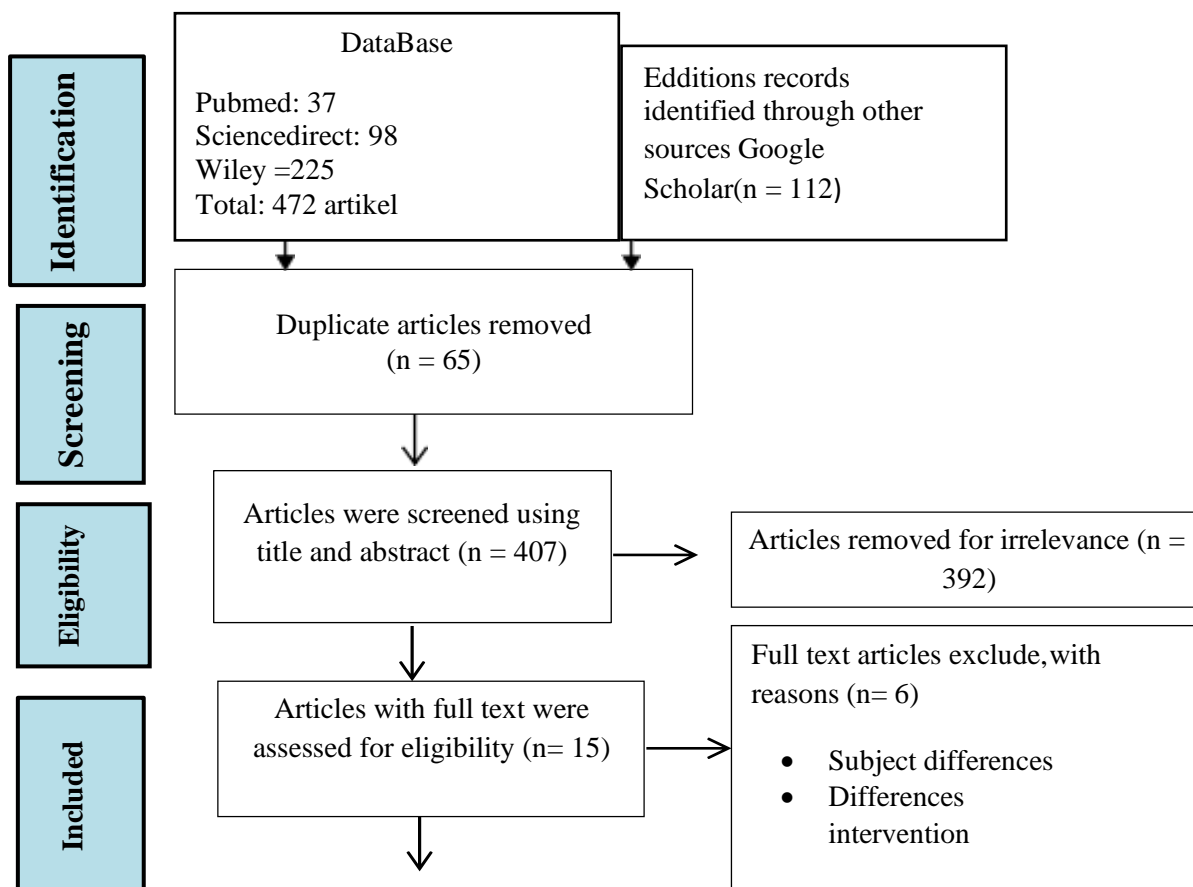 Identification
DataBase
Pubmed: 37
Sciencedirect: 98
Wiley =225
Total: 472 artikel
Edditions records
identified through other
sources Google
Scholar(n = 112)
Screening
Duplicate articles removed
(n = 65)
Eligibility
Articles were screened using
title and abstract (n = 407)
Articles removed for irrelevance (n =
392)
Included
Articles with full text were
assessed for eligibility (n= 15)
Full text articles exclude,with
reasons (n= 6)
• Subject differences
• Differences
intervention